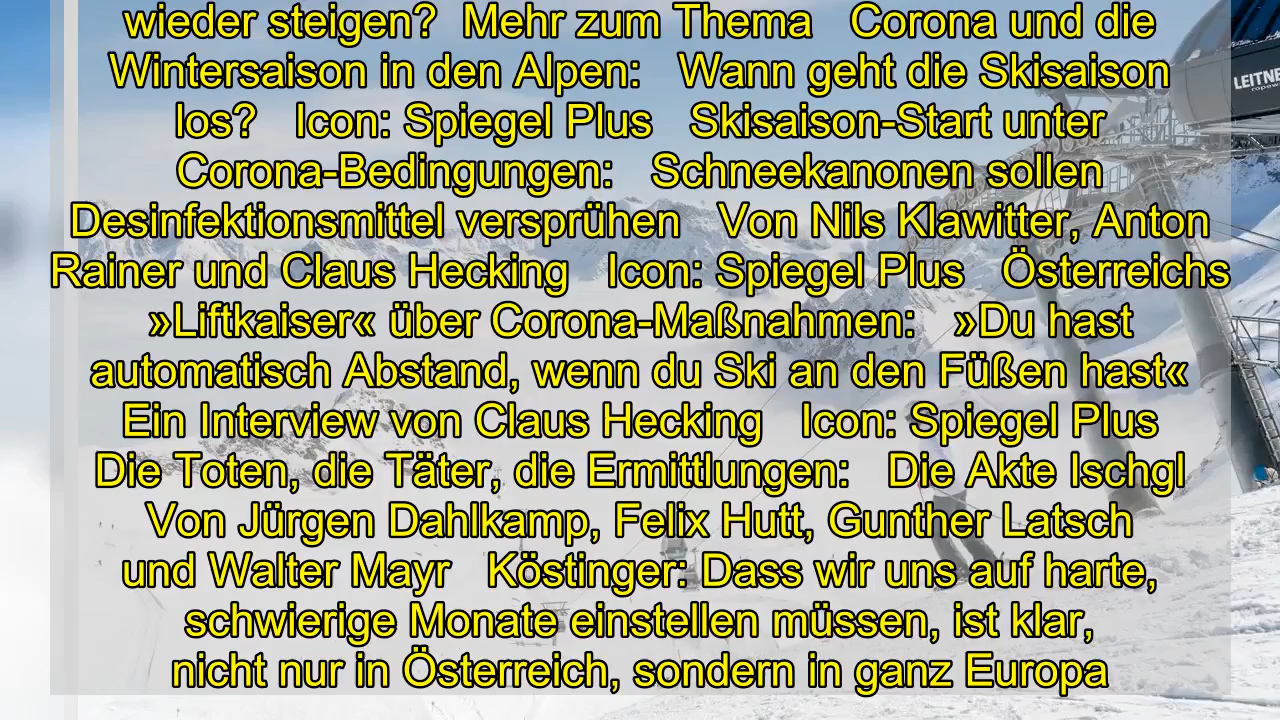 wieder steigen?  Mehr zum Thema   Corona und die
Wintersaison in den Alpen:   Wann geht die Skisaison
los?   Icon: Spiegel Plus   Skisaison-Start unter
Corona-Bedingungen:   Schneekanonen sollen
Desinfektionsmittel versprühen   Von Nils Klawitter, Anton
Rainer und Claus Hecking   Icon: Spiegel Plus   Österreichs
»Liftkaiser« über Corona-Maßnahmen:   »Du hast
automatisch Abstand, wenn du Ski an den Füßen hast«
Ein Interview von Claus Hecking   Icon: Spiegel Plus
Die Toten, die Täter, die Ermittlungen:   Die Akte Ischgl
Von Jürgen Dahlkamp, Felix Hutt, Gunther Latsch
und Walter Mayr   Köstinger: Dass wir uns auf harte,
schwierige Monate einstellen müssen, ist klar,
nicht nur in Österreich, sondern in ganz Europa